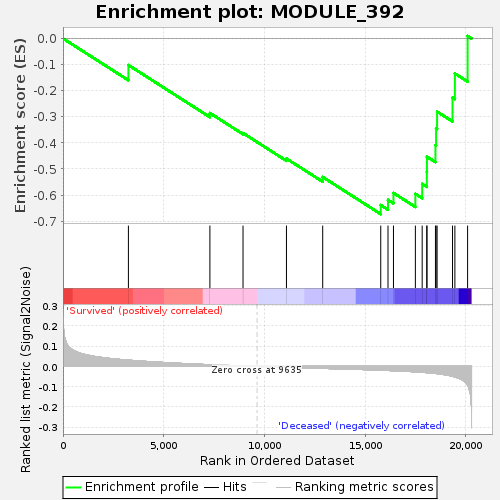 Enrichment plot: MODULE_392
Enrichment score (ES)
0.0
-0.1
-0.2
-0.3
-0.4
-0.5
-0.6
-0.7
'Survived' (positively correlated)
Ranked list metric (Signal2Noise)
0.3
0.2
0.1
0.0
-0.1
-0.2
-0.3
Zero cross at 9635
'Deceased' (negatively correlated)
0 5,000 10,000 15,000 20,000
Rank in Ordered Dataset
Enrichment profile Hits Ranking metric scores